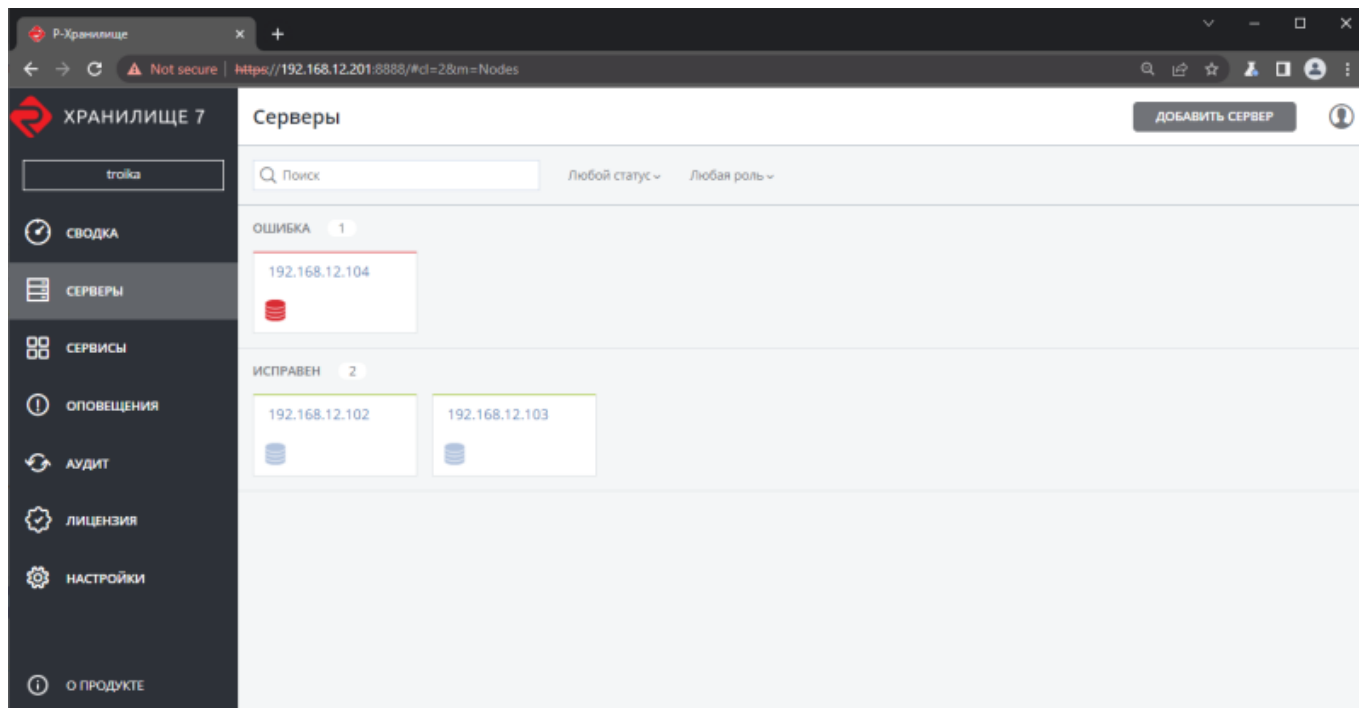 Р-Хранилище
Not secure | https://192.168.12.201:8888/#cl=2&m=Nodes
ХРАНИЛИЩЕ 7
Серверы
ДОБАВИТЬ СЕРВЕР
troika
Поиск
Любой статус
Любая роль
СВОДКА
ОШИБКА 1
192.168.12.104
СЕРВЕРЫ
СЕРВИСЫ
ИСПРАВЕН 2
192.168.12.102
192.168.12.103
ОПОВЕЩЕНИЯ
АУДИТ
ЛИЦЕНЗИЯ
НАСТРОЙКИ
О ПРОДУКТЕ